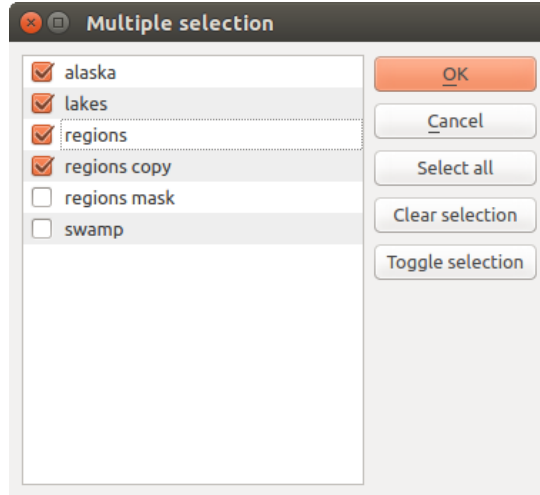 Multiple selection
alaska
lakes
regions
regions copy
regions mask
swamp
OK
Cancel
Select all
Clear selection
Toggle selection